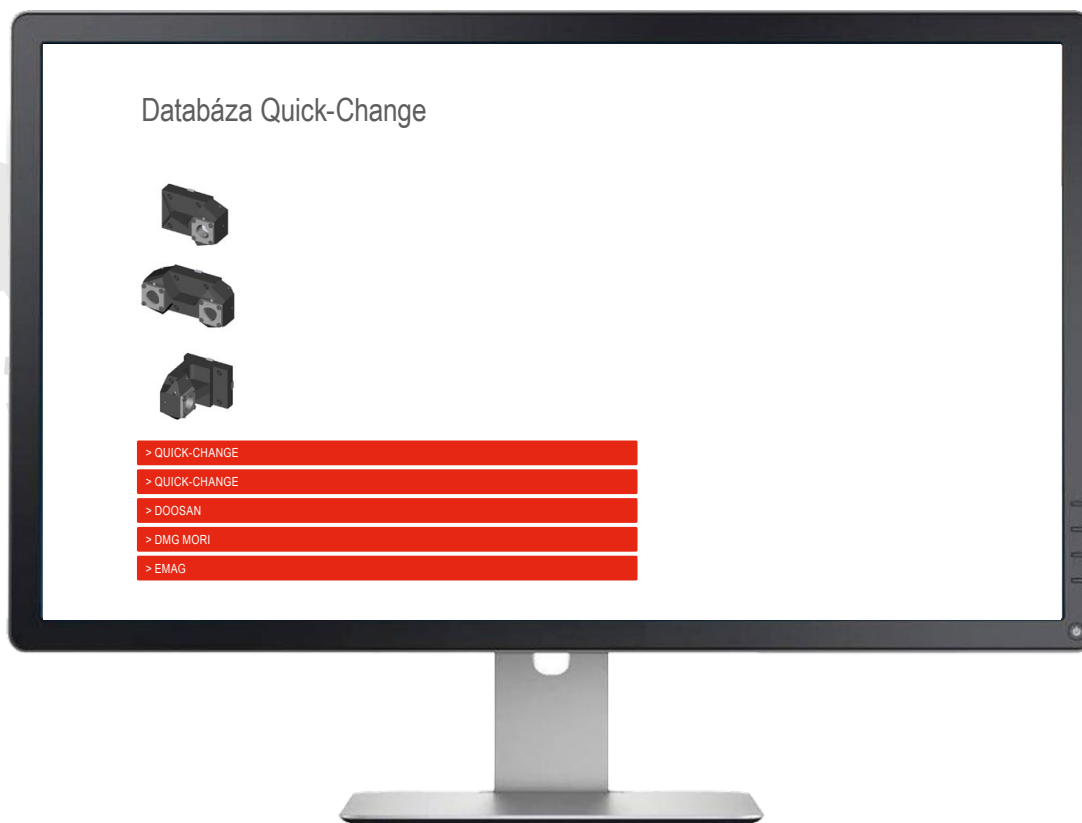 Databáza Quick-Change
> QUICK-CHANGE
> QUICK-CHANGE
> DOOSAN
> DMG MORI
> EMAG